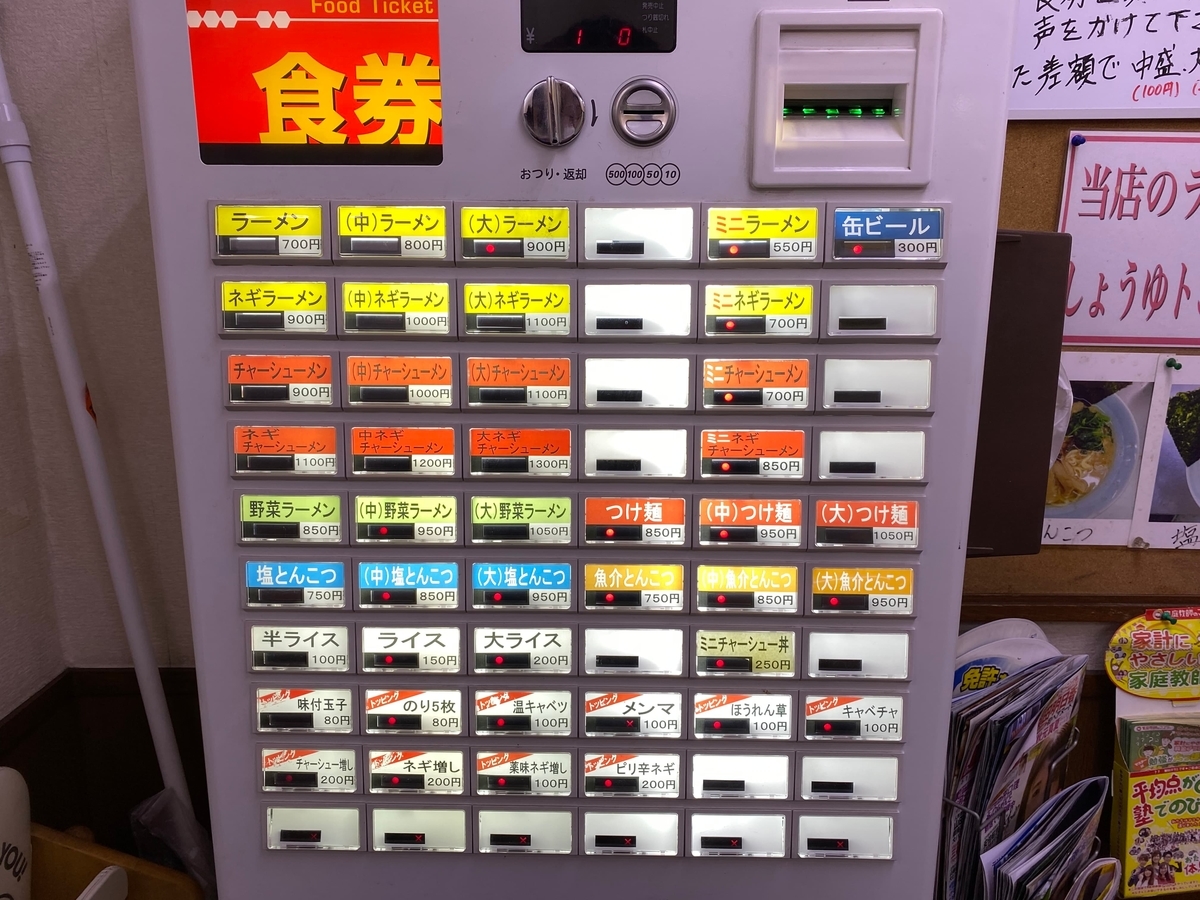 Food Ticket
食券
¥ 1 0
おつり・返却
500 100 50 10
声をかけて下さ
た差額で 中盛.
(100円)
当店のラ
しょうゆト
ラーメン 700円
(中)ラーメン 800円
(大)ラーメン 900円
ミニラーメン 550円
缶ビール 300円
ネギラーメン 900円
(中)ネギラーメン 1000円
(大)ネギラーメン 1100円
ミニネギラーメン 700円
チャーシューメン 900円
(中)チャーシューメン 1000円
(大)チャーシューメン 1100円
ミニチャーシューメン 700円
ネギ
チャーシューメン 1100円
中ネギ
チャーシューメン 1200円
大ネギ
チャーシューメン 1300円
ミニネギ
チャーシューメン 850円
野菜ラーメン 850円
(中)野菜ラーメン 950円
(大)野菜ラーメン 1050円
つけ麺 850円
(中)つけ麺 950円
(大)つけ麺 1050円
塩とんこつ 750円
(中)塩とんこつ 850円
(大)塩とんこつ 950円
魚介とんこつ 750円
(中)魚介とんこつ 850円
(大)魚介とんこつ 950円
半ライス 100円
ライス 150円
大ライス 200円
ミニチャーシュー丼 250円
トッピング 味付玉子 80円
トッピング のり5枚 80円
トッピング 温キャベツ 100円
トッピング メンマ 100円
トッピング ほうれん草 100円
トッピング キャベチャ 100円
トッピング チャーシュー増し 200円
トッピング ネギ増し 200円
トッピング 薬味ネギ増し 100円
トッピング ピリ辛ネギ 200円
んこつ
塩
免許
家計に
やさしい
家庭教師
平均点が
塾でのび
YOU!